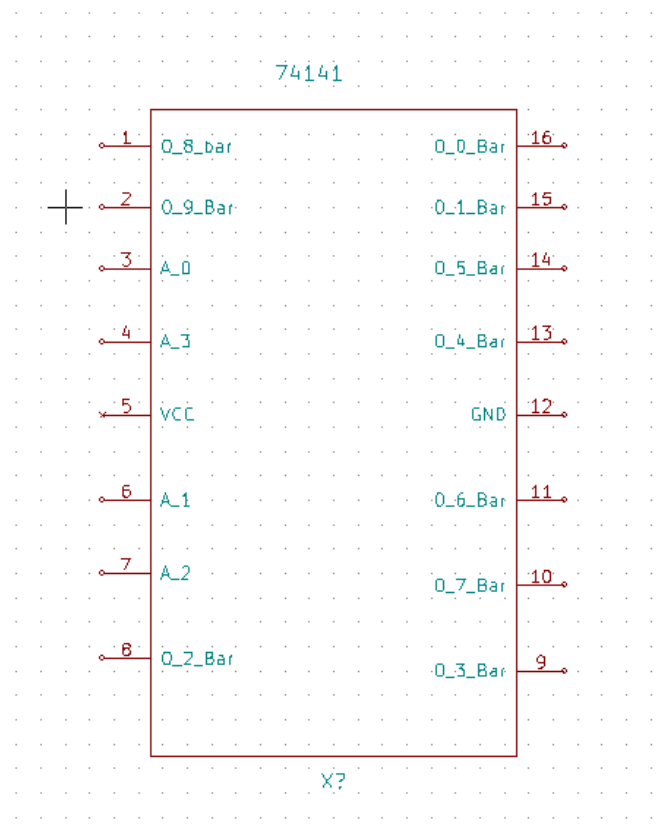 74141
1 O_8_bar O_0_Bar 16
2 O_9_Bar O_1_Bar 15
3 A_0 O_5_Bar 14
4 A_3 O_4_Bar 13
5 VCC GND 12
6 A_1 O_6_Bar 11
7 A_2 O_7_Bar 10
8 O_2_Bar O_3_Bar 9
X?